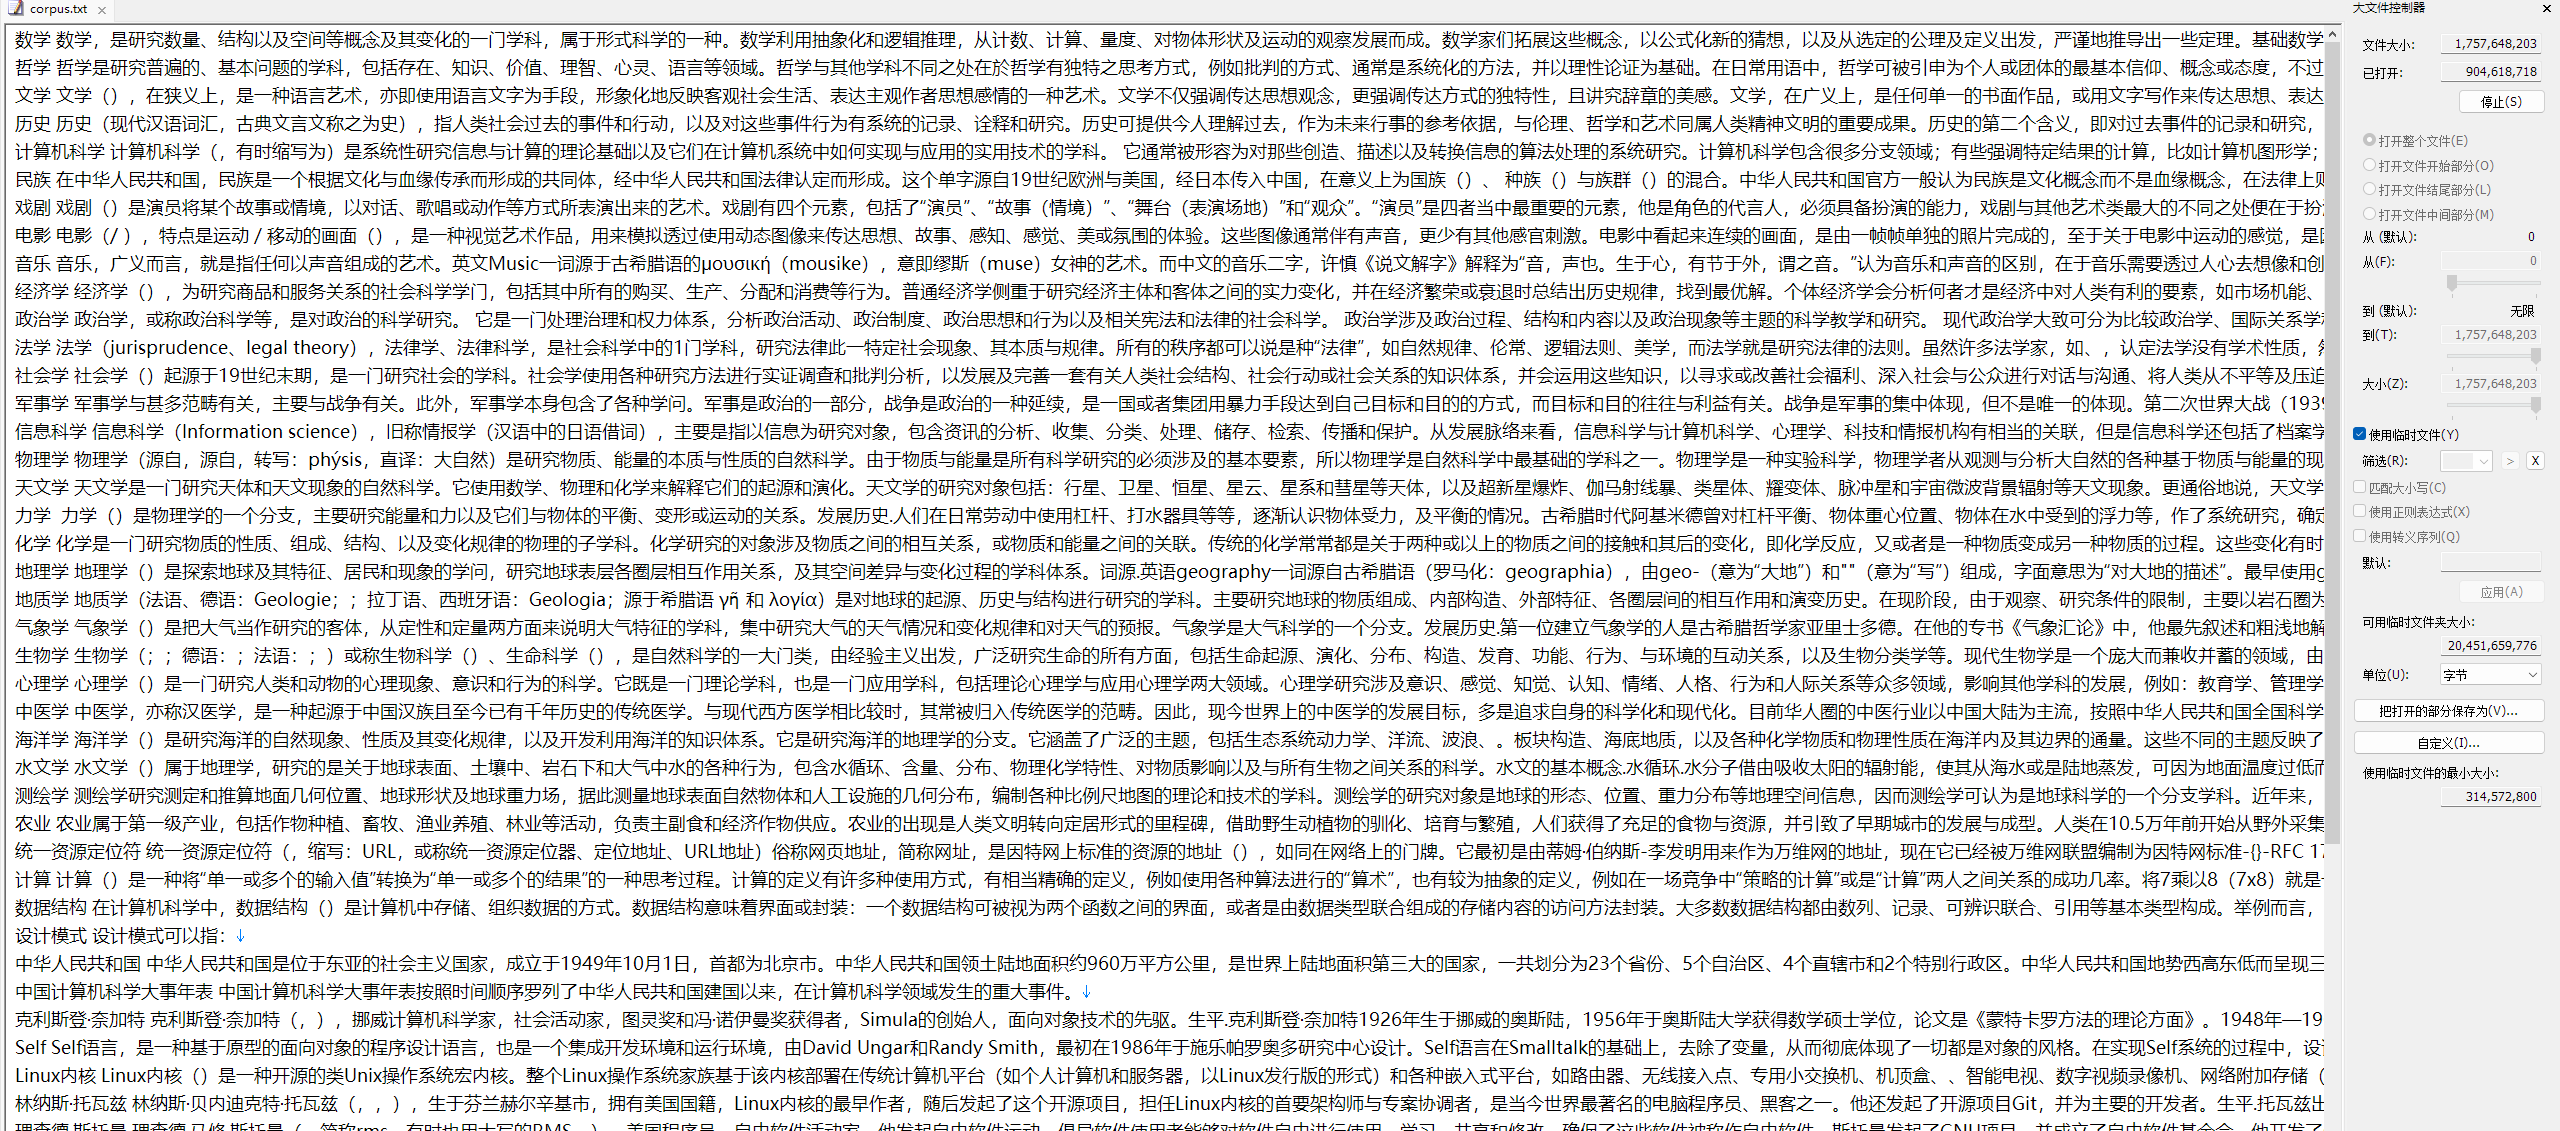 corpus.txt
数学 数学，是研究数量、结构以及空间等概念及其变化的一门学科，属于形式科学的一种。数学利用抽象化和逻辑推理，从计数、计算、量度、对物体形状及运动的观察发展而成。数学家们拓展这些概念，以公式化新的猜想，以及从选定的公理及定义出发，严谨地推导出一些定理。基础数学
哲学 哲学是研究普遍的、基本问题的学科，包括存在、知识、价值、理智、心灵、语言等领域。哲学与其他学科不同之处在於哲学有独特之思考方式，例如批判的方式、通常是系统化的方法，并以理性论证为基础。在日常用语中，哲学可被引申为个人或团体的最基本信仰、概念或态度，不过
文学 文学（），在狭义上，是一种语言艺术，亦即使用语言文字为手段，形象化地反映客观社会生活、表达主观作者思想感情的一种艺术。文学不仅强调传达思想观念，更强调传达方式的独特性，且讲究辞章的美感。文学，在广义上，是任何单一的书面作品，或用文字写作来传达思想、表达
历史 历史（现代汉语词汇，古典文言文称之为史），指人类社会过去的事件和行动，以及对这些事件行为有系统的记录、诠释和研究。历史可提供今人理解过去，作为未来行事的参考依据，与伦理、哲学和艺术同属人类精神文明的重要成果。历史的第二个含义，即对过去事件的记录和研究，
计算机科学 计算机科学（，有时缩写为）是系统性研究信息与计算的理论基础以及它们在计算机系统中如何实现与应用的实用技术的学科。 它通常被形容为对那些创造、描述以及转换信息的算法处理的系统研究。计算机科学包含很多分支领域；有些强调特定结果的计算，比如计算机图形学；
民族 在中华人民共和国，民族是一个根据文化与血缘传承而形成的共同体，经中华人民共和国法律认定而形成。这个单字源自19世纪欧洲与美国，经日本传入中国，在意义上为国族（）、种族（）与族群（）的混合。中华人民共和国官方一般认为民族是文化概念而不是血缘概念，在法律上则
戏剧 戏剧（）是演员将某个故事或情境，以对话、歌唱或动作等方式所表演出来的艺术。戏剧有四个元素，包括了“演员”、“故事（情境）”、“舞台（表演场地）”和“观众”。“演员”是四者当中最重要的元素，他是角色的代言人，必须具备扮演的能力，戏剧与其他艺术类最大的不同之处便在于扮
电影 电影（/ ），特点是运动 / 移动的画面（），是一种视觉艺术作品，用来模拟透过使用动态图像来传达思想、故事、感知、感觉、美或氛围的体验。这些图像通常伴有声音，更少有其他感官刺激。电影中看起来连续的画面，是由一帧帧单独的照片完成的，至于关于电影中运动的感觉，是
音乐 音乐，广义而言，就是指任何以声音组成的艺术。英文Music一词源于古希腊语的μουσική（mousike），意即缪斯（muse）女神的艺术。而中文的音乐二字，许慎《说文解字》解释为“音，声也。生于心，有节于外，谓之音。”认为音乐和声音的区别，在于音乐需要透过人心去想像和创
经济学 经济学（），为研究商品和服务关系的社会科学学门，包括其中所有的购买、生产、分配和消费等行为。普通经济学侧重于研究经济主体和客体之间的实力变化，并在经济繁荣或衰退时总结出历史规律，找到最优解。个体经济学会分析何者才是经济中对人类有利的要素，如市场机能、
政治学 政治学，或称政治科学等，是对政治的科学研究。 它是一门处理治理和权力体系，分析政治活动、政治制度、政治思想和行为以及相关宪法和法律的社会科学。 政治学涉及政治过程、结构和内容以及政治现象等主题的科学教学和研究。 现代政治学大致可分为比较政治学、国际关系学
法学 法学（jurisprudence、legal theory），法律学、法律科学，是社会科学中的1门学科，研究法律此一特定社会现象、其本质与规律。所有的秩序都可以说是种“法律”，如自然规律、伦常、逻辑法则、美学，而法学就是研究法律的法则。虽然许多法学家，如、，认定法学没有学术性质，
社会学 社会学（）起源于19世纪末期，是一门研究社会的学科。社会学使用各种研究方法进行实证调查和批判分析，以发展及完善一套有关人类社会结构、社会行动或社会关系的知识体系，并会运用这些知识，以寻求或改善社会福利、深入社会与公众进行对话与沟通、将人类从不平等及压迫
军事学 军事学与甚多范畴有关，主要与战争有关。此外，军事学本身包含了各种学问。军事是政治的一部分，战争是政治的一种延续，是一国或者集团用暴力手段达到自己目标和目的的方式，而目标和目的往往与利益有关。战争是军事的集中体现，但不是唯一的体现。第二次世界大战（1939
信息科学 信息科学（Information science），旧称情报学（汉语中的日语借词），主要是指以信息为研究对象，包含资讯的分析、收集、分类、处理、储存、检索、传播和保护。从发展脉络来看，信息科学与计算机科学、心理学、科技和情报机构有相当的关联，但是信息科学还包括了档案学
物理学 物理学（源自，源自，转写：phýsis，直译：大自然）是研究物质、能量的本质与性质的自然科学。由于物质与能量是所有科学研究的必须涉及的基本要素，所以物理学是自然科学中最基础的学科之一。物理学是一种实验科学，物理学者从观测与分析大自然的各种基于物质与能量的现
天文学 天文学是一门研究天体和天文现象的自然科学。它使用数学、物理和化学来解释它们的起源和演化。天文学的研究对象包括：行星、卫星、恒星、星云、星系和彗星等天体，以及超新星爆炸、伽马射线暴、类星体、耀变体、脉冲星和宇宙微波背景辐射等天文现象。更通俗地说，天文学
力学  力学（）是物理学的一个分支，主要研究能量和力以及它们与物体的平衡、变形或运动的关系。发展历史.人们在日常劳动中使用杠杆、打水器具等等，逐渐认识物体受力，及平衡的情况。古希腊时代阿基米德曾对杠杆平衡、物体重心位置、物体在水中受到的浮力等，作了系统研究，确定
化学 化学是一门研究物质的性质、组成、结构、以及变化规律的物理的子学科。化学研究的对象涉及物质之间的相互关系，或物质和能量之间的关联。传统的化学常常都是关于两种或以上的物质之间的接触和其后的变化，即化学反应，又或者是一种物质变成另一种物质的过程。这些变化有时
地理学 地理学（）是探索地球及其特征、居民和现象的学问，研究地球表层各圈层相互作用关系，及其空间差异与变化过程的学科体系。词源.英语geography一词源自古希腊语（罗马化：geographia），由geo-（意为“大地”）和""（意为“写”）组成，字面意思为“对大地的描述”。最早使用g
地质学 地质学（法语、德语：Geologie；；拉丁语、西班牙语：Geologia；源于希腊语 γῆ 和 λογία）是对地球的起源、历史与结构进行研究的学科。主要研究地球的物质组成、内部构造、外部特征、各圈层间的相互作用和演变历史。在现阶段，由于观察、研究条件的限制，主要以岩石圈为
气象学 气象学（）是把大气当作研究的客体，从定性和定量两方面来说明大气特征的学科，集中研究大气的天气情况和变化规律和对天气的预报。气象学是大气科学的一个分支。发展历史.第一位建立气象学的人是古希腊哲学家亚里士多德。在他的专书《气象汇论》中，他最先叙述和粗浅地解
生物学 生物学（；；德语：；法语：；）或称生物科学（）、生命科学（），是自然科学的一大门类，由经验主义出发，广泛研究生命的所有方面，包括生命起源、演化、分布、构造、发育、功能、行为、与环境的互动关系，以及生物分类学等。现代生物学是一个庞大而兼收并蓄的领域，由
心理学 心理学（）是一门研究人类和动物的心理现象、意识和行为的科学。它既是一门理论学科，也是一门应用学科，包括理论心理学与应用心理学两大领域。心理学研究涉及意识、感觉、知觉、认知、情绪、人格、行为和人际关系等众多领域，影响其他学科的发展，例如：教育学、管理学
中医学 中医学，亦称汉医学，是一种起源于中国汉族且至今已有千年历史的传统医学。与现代西方医学相比较时，其常被归入传统医学的范畴。因此，现今世界上的中医学的发展目标，多是追求自身的科学化和现代化。目前华人圈的中医行业以中国大陆为主流，按照中华人民共和国全国科学
海洋学 海洋学（）是研究海洋的自然现象、性质及其变化规律，以及开发利用海洋的知识体系。它是研究海洋的地理学的分支。它涵盖了广泛的主题，包括生态系统动力学、洋流、波浪、。板块构造、海底地质，以及各种化学物质和物理性质在海洋内及其边界的通量。这些不同的主题反映了
水文学 水文学（）属于地理学，研究的是关于地球表面、土壤中、岩石下和大气中水的各种行为，包含水循环、含量、分布、物理化学特性、对物质影响以及与所有生物之间关系的科学。水文的基本概念.水循环.水分子借由吸收太阳的辐射能，使其从海水或是陆地蒸发，可因为地面温度过低而
测绘学 测绘学研究测定和推算地面几何位置、地球形状及地球重力场，据此测量地球表面自然物体和人工设施的几何分布，编制各种比例尺地图的理论和技术的学科。测绘学的研究对象是地球的形态、位置、重力分布等地理空间信息，因而测绘学可认为是地球科学的一个分支学科。近年来，
农业 农业属于第一级产业，包括作物种植、畜牧、渔业养殖、林业等活动，负责主副食和经济作物供应。农业的出现是人类文明转向定居形式的里程碑，借助野生动植物的驯化、培育与繁殖，人们获得了充足的食物与资源，并引致了早期城市的发展与成型。人类在10.5万年前开始从野外采集
统一资源定位符 统一资源定位符（，缩写：URL，或称统一资源定位器、定位地址、URL地址）俗称网页地址，简称网址，是因特网上标准的资源的地址（），如同在网络上的门牌。它最初是由蒂姆·伯纳斯-李发明用来作为万维网的地址，现在它已经被万维网联盟编制为因特网标准-{}-RFC 17
计算 计算（）是一种将“单一或多个的输入值”转换为“单一或多个的结果”的一种思考过程。计算的定义有许多种使用方式，有相当精确的定义，例如使用各种算法进行的“算术”，也有较为抽象的定义，例如在一场竞争中“策略的计算”或是“计算”两人之间关系的成功几率。将7乘以8（7x8）就是
数据结构 在计算机科学中，数据结构（）是计算机中存储、组织数据的方式。数据结构意味着界面或封装：一个数据结构可被视为两个函数之间的界面，或者是由数据类型联合组成的存储内容的访问方法封装。大多数数据结构都由数列、记录、可辨识联合、引用等基本类型构成。举例而言，
设计模式 设计模式可以指：↓
中华人民共和国 中华人民共和国是位于东亚的社会主义国家，成立于1949年10月1日，首都为北京市。中华人民共和国领土陆地面积约960万平方公里，是世界上陆地面积第三大的国家，一共划分为23个省份、5个自治区、4个直辖市和2个特别行政区。中华人民共和国地势西高东低而呈现三
中国计算机科学大事年表 中国计算机科学大事年表按照时间顺序罗列了中华人民共和国建国以来，在计算机科学领域发生的重大事件。↓
克利斯登·奈加特 克利斯登·奈加特（，），挪威计算机科学家，社会活动家，图灵奖和冯·诺伊曼奖获得者，Simula的创始人，面向对象技术的先驱。生平.克利斯登·奈加特1926年生于挪威的奥斯陆，1956年于奥斯陆大学获得数学硕士学位，论文是《蒙特卡罗方法的理论方面》。1948年—19
Self Self语言，是一种基于原型的面向对象的程序设计语言，也是一个集成开发环境和运行环境，由David Ungar和Randy Smith，最初在1986年于施乐帕罗奥多研究中心设计。Self语言在Smalltalk的基础上，去除了变量，从而彻底体现了一切都是对象的风格。在实现Self系统的过程中，设
Linux内核 Linux内核（）是一种开源的类Unix操作系统宏内核。整个Linux操作系统家族基于该内核部署在传统计算机平台（如个人计算机和服务器，以Linux发行版的形式）和各种嵌入式平台，如路由器、无线接入点、专用小交换机、机顶盒、、智能电视、数字视频录像机、网络附加存储（
林纳斯·托瓦兹 林纳斯·贝内迪克特·托瓦兹（，，），生于芬兰赫尔辛基市，拥有美国国籍，Linux内核的最早作者，随后发起了这个开源项目，担任Linux内核的首要架构师与专案协调者，是当今世界最著名的电脑程序员、黑客之一。他还发起了开源项目Git，并为主要的开发者。生平.托瓦兹出
大文件控制器
文件大小: 1,757,648,203
已打开: 904,618,718
停止(S)
打开整个文件(E)
打开文件开始部分(O)
打开文件结尾部分(L)
打开文件中间部分(M)
从 (默认): 0
从(F): 0
到 (默认): 无限
到(T): 1,757,648,203
大小(Z): 1,757,648,203
使用临时文件(Y)
筛选(R): > X
匹配大小写(C)
使用正则表达式(X)
使用转义序列(Q)
默认:
应用(A)
可用临时文件夹大小:
20,451,659,776
单位(U): 字节
把打开的部分保存为(V)...
自定义(I)...
使用临时文件的最小大小:
314,572,800